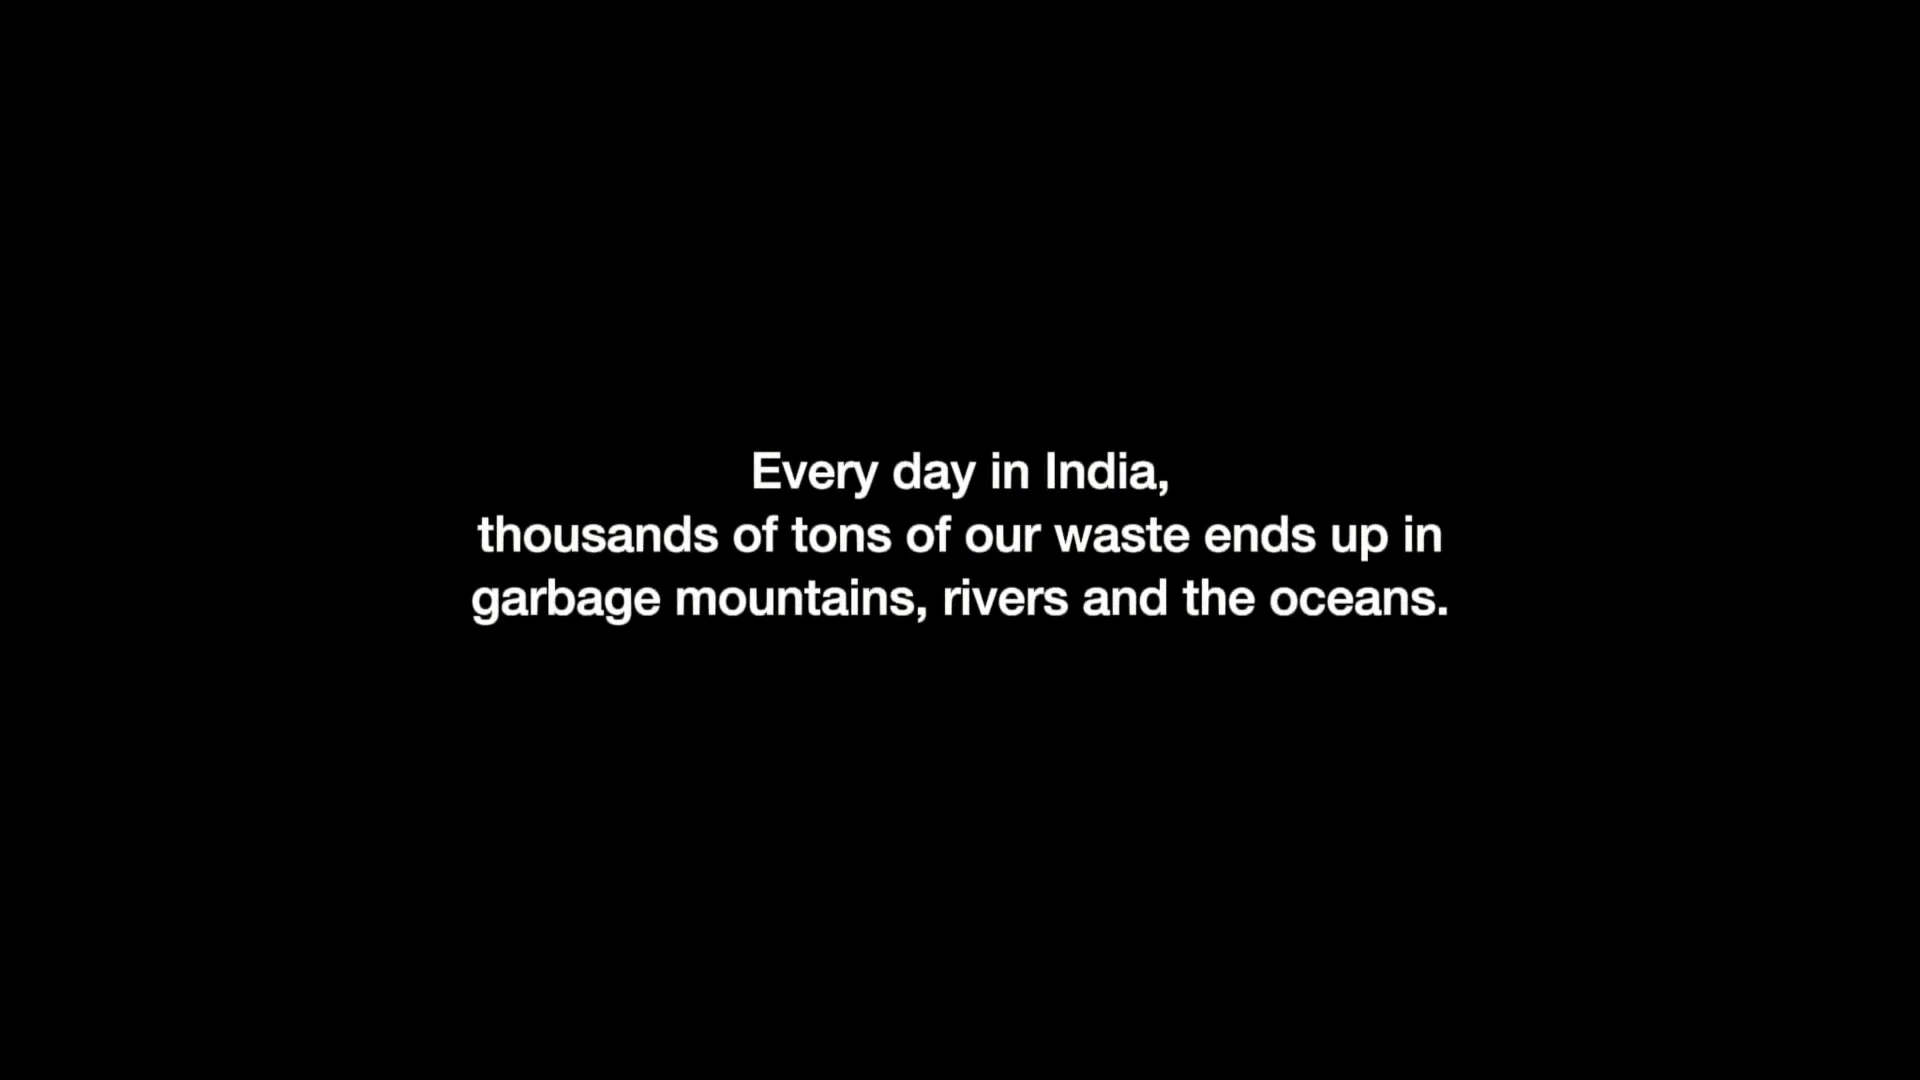 Every day in India,
thousands of tons of our waste ends up in
garbage mountains, rivers and the oceans.